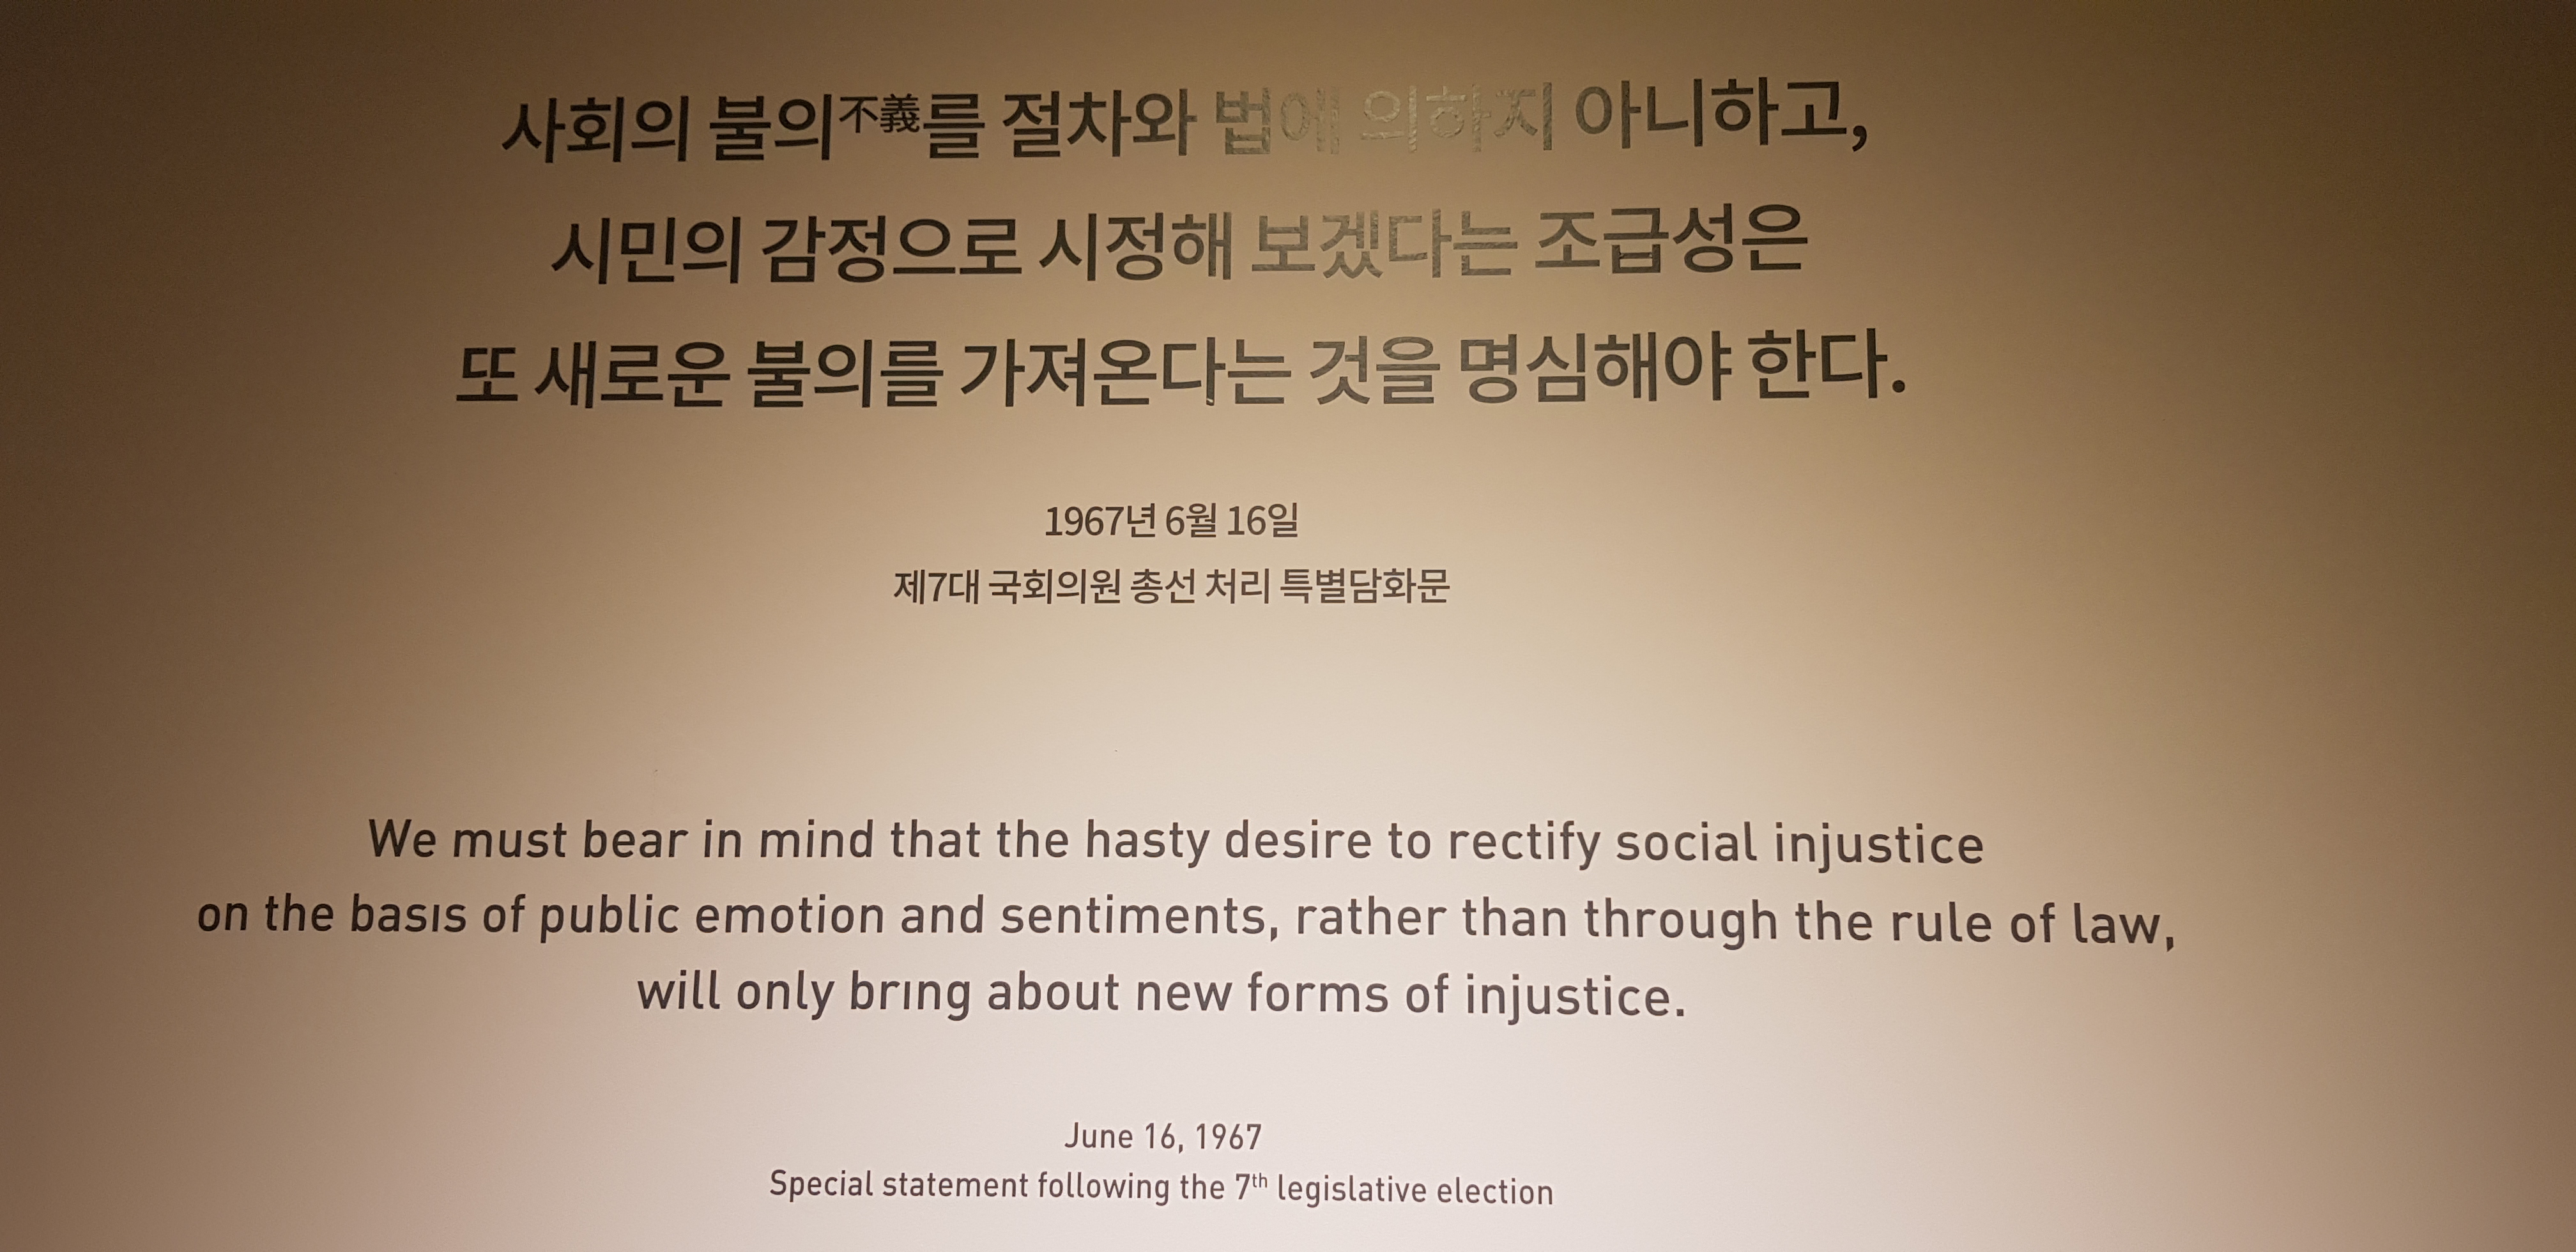 사회의 불의不義를 절차와 법에 의하지 아니하고,
시민의 감정으로 시정해 보겠다는 조급성은
또 새로운 불의를 가져온다는 것을 명심해야 한다.
1967년 6월 16일
제7대 국회의원 총선 처리 특별담화문
We must bear in mind that the hasty desire to rectify social injustice
on the basis of public emotion and sentiments, rather than through the rule of law,
will only bring about new forms of injustice.
June 16, 1967
Special statement following the 7th legislative election